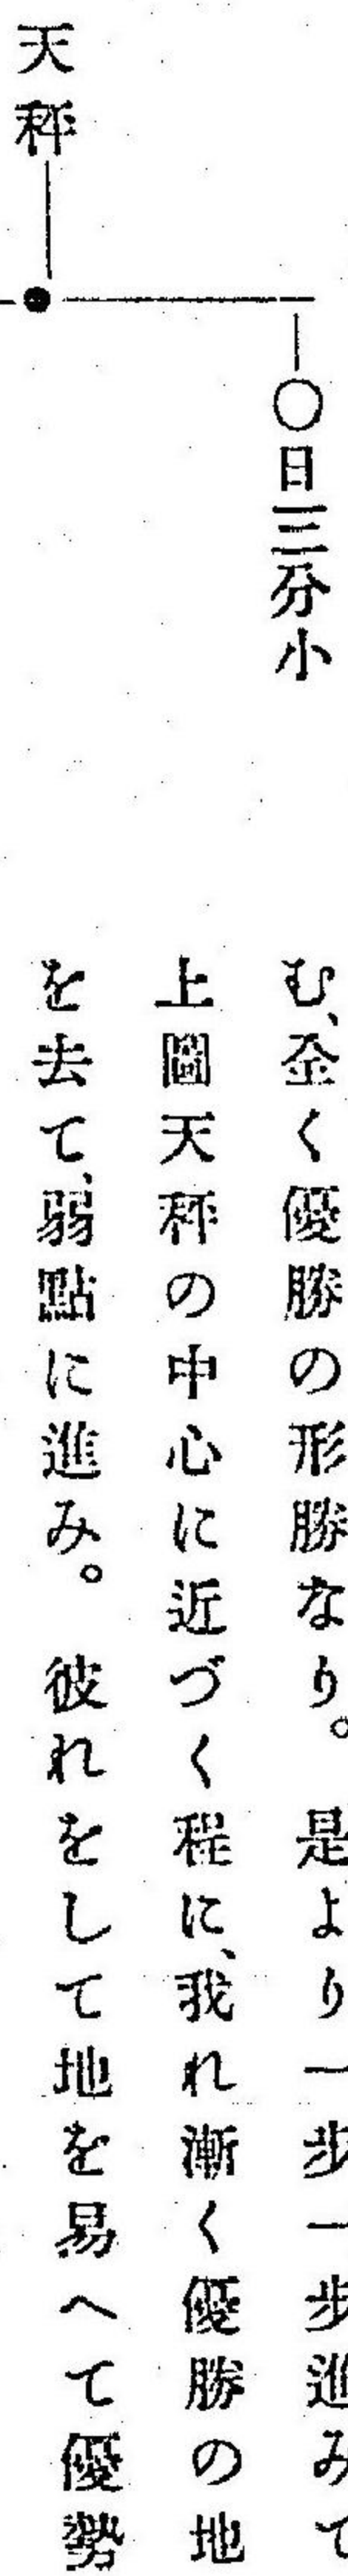 〇日三分小
天秤
む、全く優勝の形勝なり。是より一歩一歩進みて
上圖天秤の中心に近づく程に、我れ漸く優勝の地
を去て、弱點に進み。彼れをして地を易へて優勢